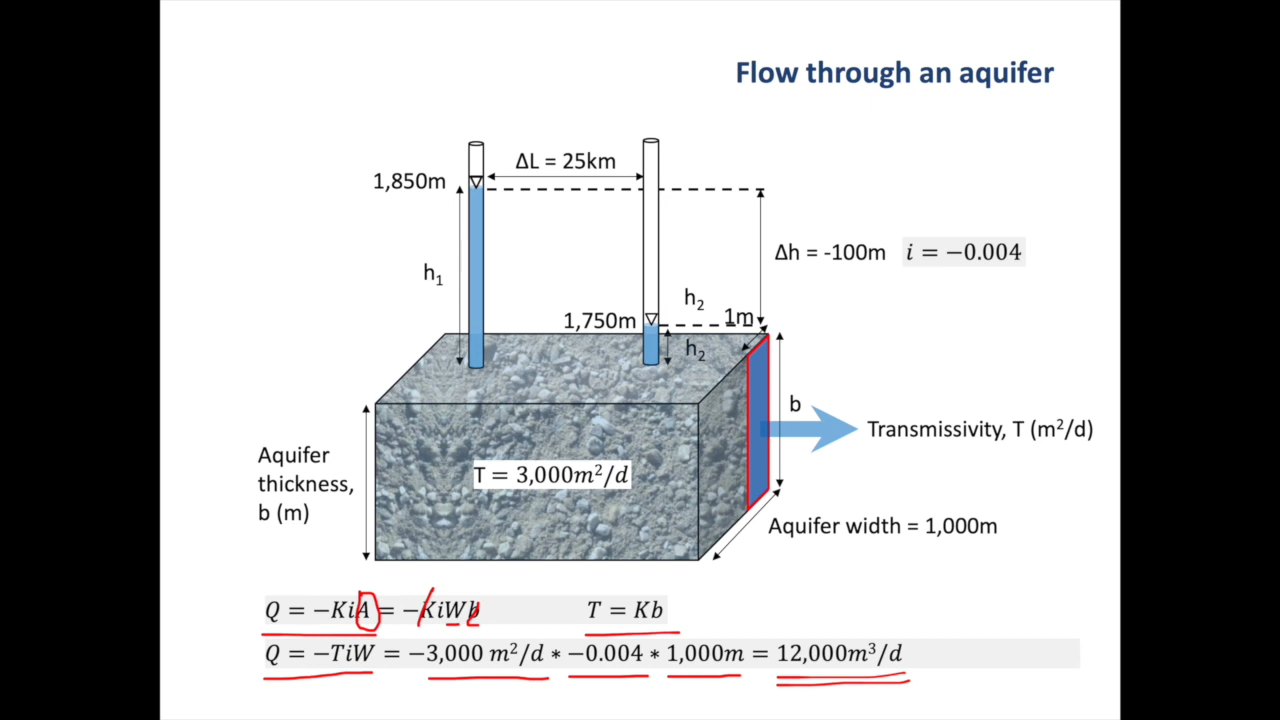 Flow through an aquifer
ΔL = 25km
1,850m
h₁
Δh = -100m
i = −0.004
h₂
1,750m
1m
h₂
b
Transmissivity, T (m²/d)
Aquifer
thickness,
b (m)
T = 3,000m²/d
Aquifer width = 1,000m
Q = −KiA = −KiWb
T = Kb
Q = −TiW = −3,000 m²/d ∗ −0.004 ∗ 1,000m = 12,000m³/d